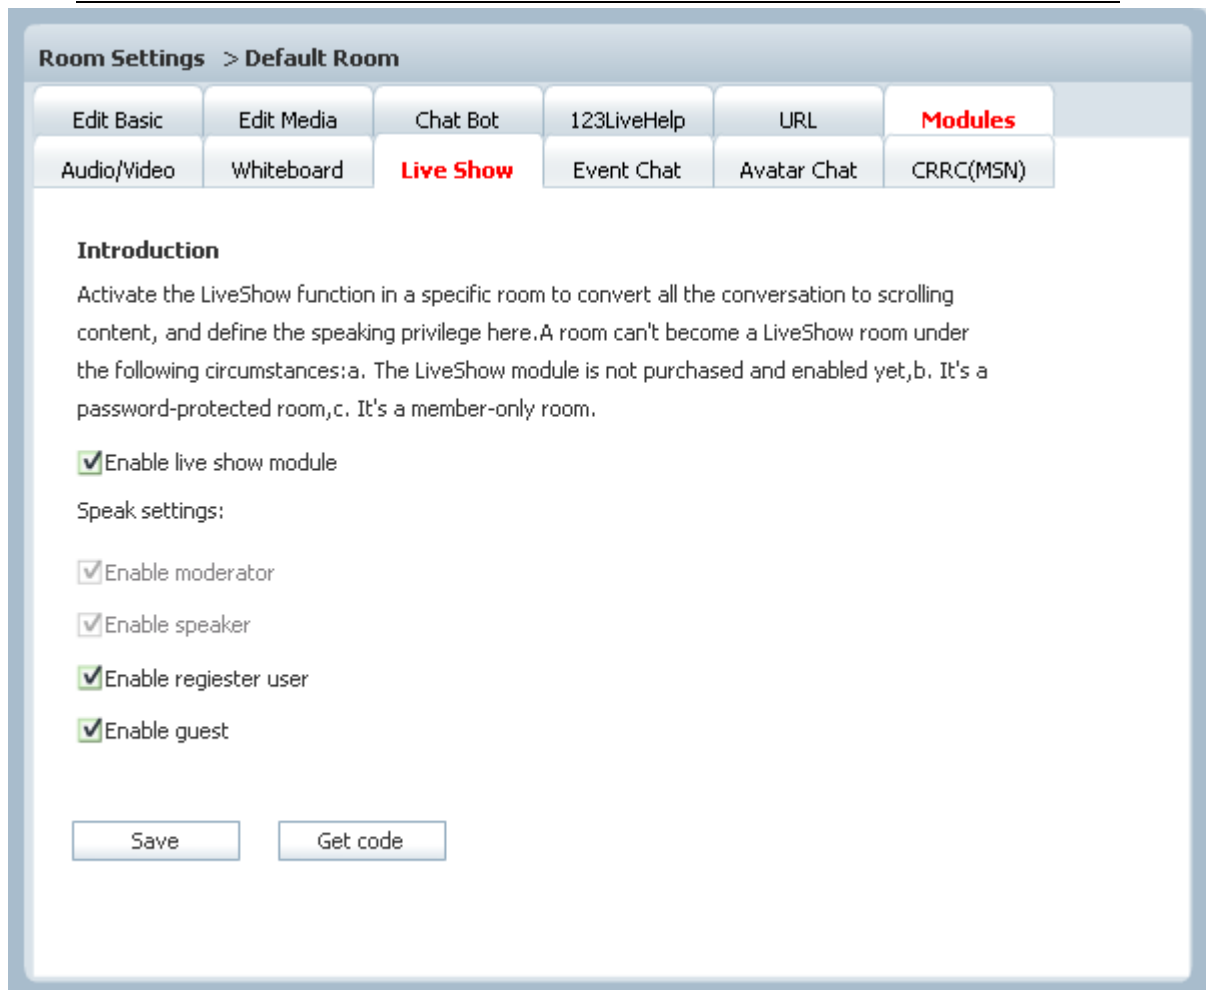 Room Settings > Default Room
Edit Basic Edit Media Chat Bot 123LiveHelp URL Modules
Audio/Video Whiteboard Live Show Event Chat Avatar Chat CRRC(MSN)
Introduction
Activate the LiveShow function in a specific room to convert all the conversation to scrolling
content, and define the speaking privilege here.A room can't become a LiveShow room under
the following circumstances:a. The LiveShow module is not purchased and enabled yet,b. It's a
password-protected room,c. It's a member-only room.
Enable live show module
Speak settings:
Enable moderator
Enable speaker
Enable regiester user
Enable guest
Save Get code